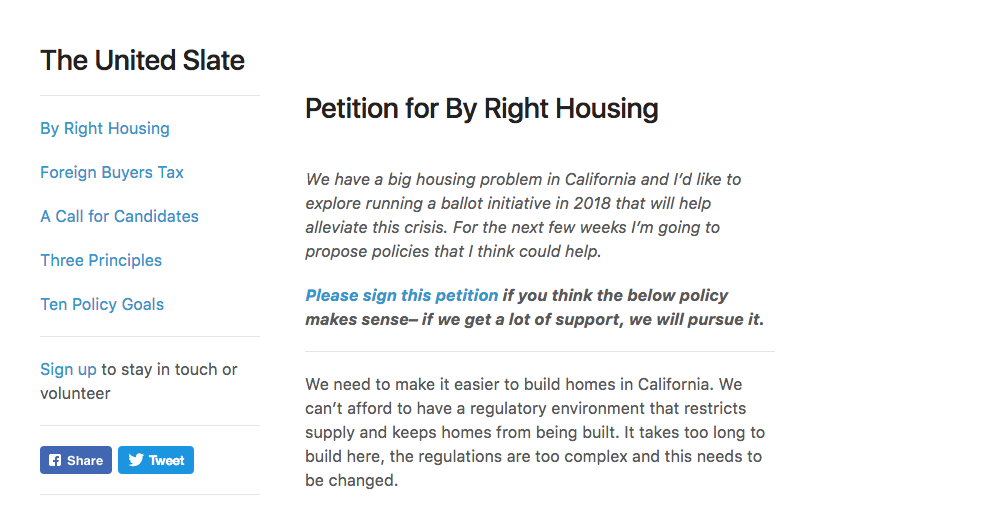 The United Slate
By Right Housing
Foreign Buyers Tax
A Call for Candidates
Three Principles
Ten Policy Goals
Sign up to stay in touch or
volunteer
Share
Tweet
Petition for By Right Housing
We have a big housing problem in California and I’d like to
explore running a ballot initiative in 2018 that will help
alleviate this crisis. For the next few weeks I’m going to
propose policies that I think could help.
Please sign this petition if you think the below policy
makes sense– if we get a lot of support, we will pursue it.
We need to make it easier to build homes in California. We
can’t afford to have a regulatory environment that restricts
supply and keeps homes from being built. It takes too long to
build here, the regulations are too complex and this needs to
be changed.